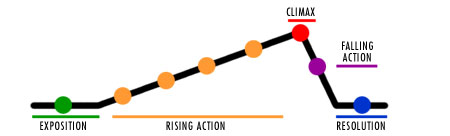 CLIMAX
FALLING
ACTION
EXPOSITION
RISING ACTION
RESOLUTION